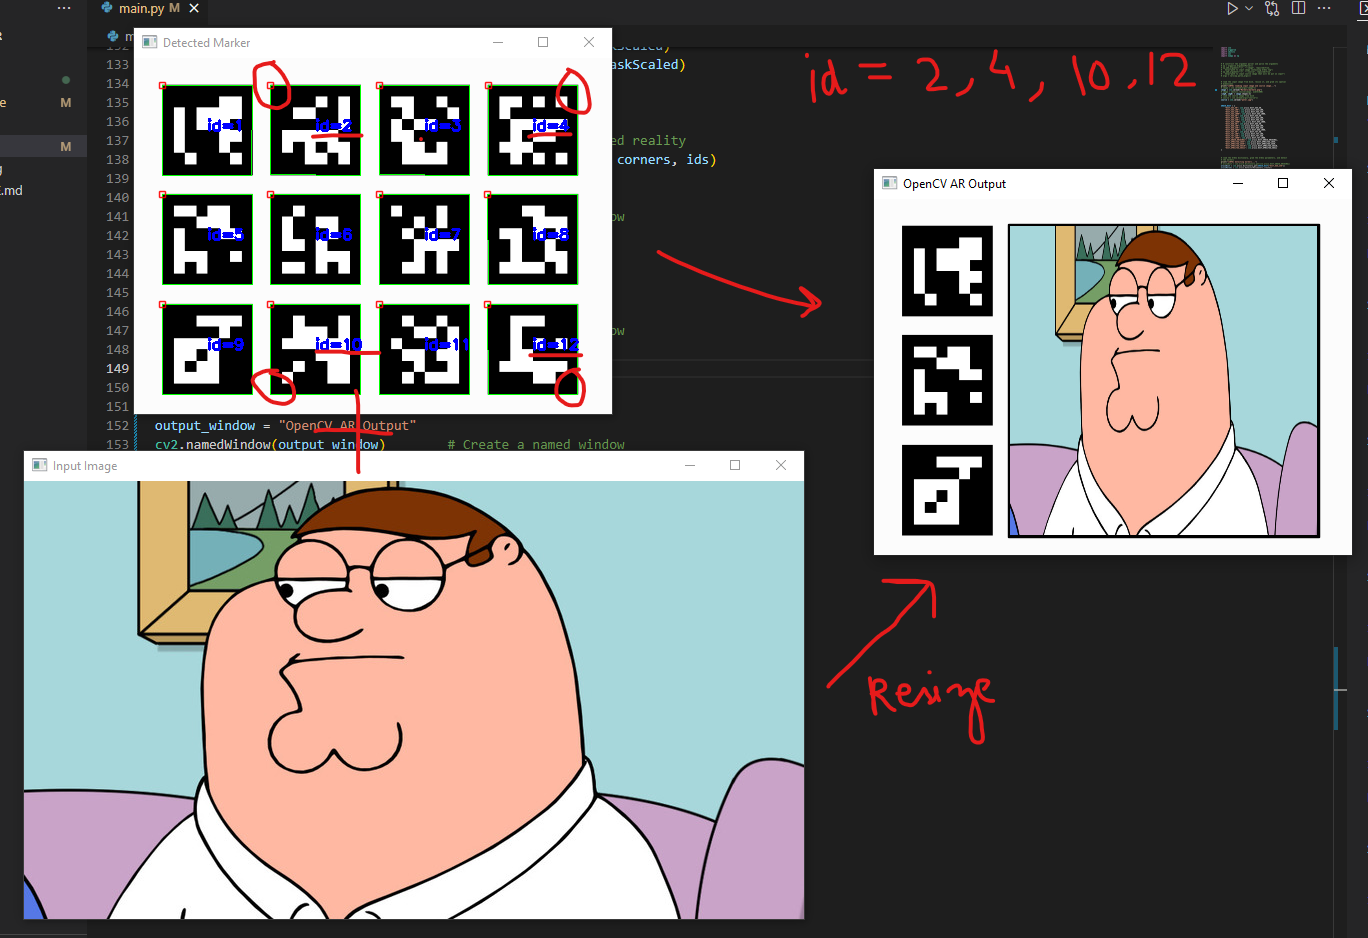 main.py M
M
M
.md
Detected Marker
id=1 id=2 id=3 id=4
id=5 id=6 id=7 id=8
id=9 id=10 id=11 id=12
id = 2, 4, 10, 12
133 askScaled)
134
135
136
137 ed reality
138 corners, ids)
139
140
141 ow
142
143
144
145
146
147 ow
148
149
150
151
152 output_window = "OpenCV AR Output"
153 cv2.namedWindow(output_window) # Create a named window
OpenCV AR Output
Input Image
Resize